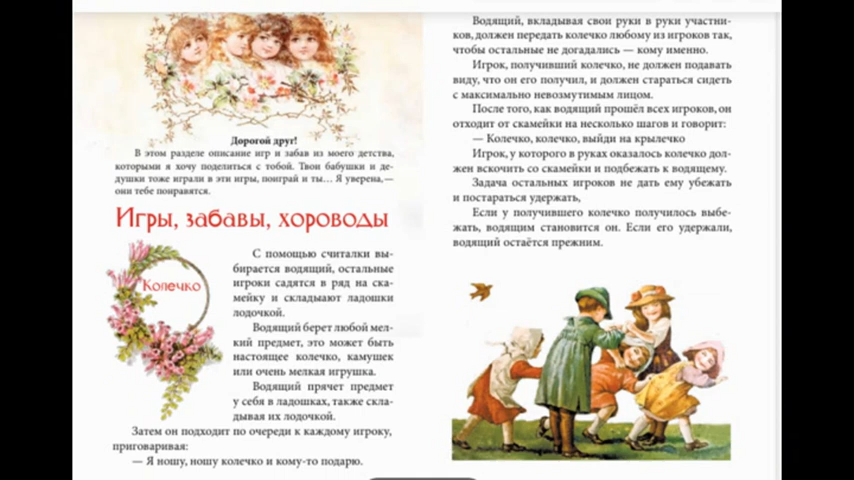 Дорогой друг!
В этом разделе описание игр и забав из моего детства,
которыми я хочу поделиться с тобой. Твои бабушки и де-
душки тоже играли в эти игры, поиграй и ты… Я уверена,—
они тебе понравятся.
Игры, забавы, хороводы
Колечко
С помощью считалки вы-
бирается водящий, остальные
игроки садятся в ряд на ска-
мейку и складыают ладошки
лодочкой.
Водящий берет любой мел-
кий предмет, это может быть
настоящее колечко, камушек
или очень мелкая игрушка.
Водящий прячет предмет
у себя в ладошках, также скла-
дывая их лодочкой.
Затем он подходит по очереди к каждому игроку,
приговаривая:
— Я ношу, ношу колечко и кому-то подарю.
Водящий, вкладывая свои руки в руки участни-
ков, должен передать колечко любому из игроков так,
чтобы остальные не догадались — кому именно.
Игрок, получивший колечко, не должен подавать
виду, что он его получил, и должен стараться сидеть
с максимально невозмутимым лицом.
После того, как водящий прошёл всех игроков, он
отходит от скамейки на несколько шагов и говорит:
— Колечко, колечко, выйди на крылечко
Игрок, у которого в руках оказалось колечко дол-
жен вскочить со скамейки и подбежать к водящему.
Задача остальных игроков не дать ему убежать
и постараться удержать,
Если у получившего колечко получилось выбе-
жать, водящим становится он. Если его удержали,
водящий остаётся прежним.